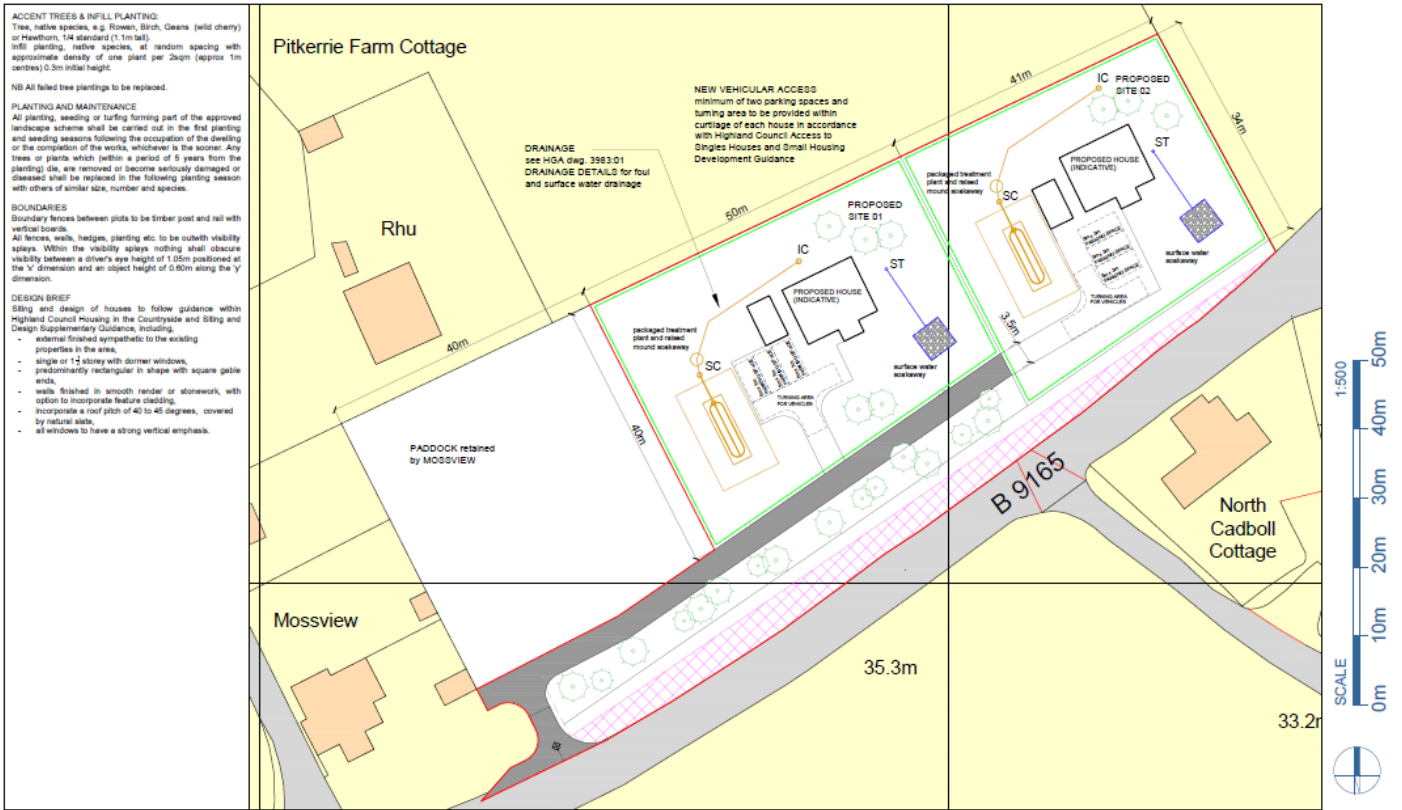 ACCENT TREES & INFILL PLANTING:
Tree, native species, e.g. Rowan, Birch, Geans (wild cherry)
or Hawthorn, 1/4 standard (1.1m tall).
Infill planting, native species, at random spacing with
approximate density of one plant per 2sqm (approx 1m
centres) 0.3m initial height.
NB All failed tree plantings to be replaced.
PLANTING AND MAINTENANCE
All planting, seeding or turfing forming part of the approved
landscape scheme shall be carried out in the first planting
and seeding seasons following the occupation of the dwelling
or the completion of the works, whichever is the sooner. Any
trees or plants which (within a period of 5 years from the
planting) die, are removed or become seriously damaged or
diseased shall be replaced in the following planting season
with others of similar size, number and species.
BOUNDARIES
Boundary fences between plots to be timber post and rail with
vertical boards.
All fences, walls, hedges, planting etc. to be outwith visibility
splays. Within the visibility splays nothing shall obscure
visibility between a driver's eye height of 1.05m positioned at
the 'x' dimension and an object height of 0.60m along the 'y'
dimension.
DESIGN BRIEF
Siting and design of houses to follow guidance within
Highland Council Housing in the Countryside and Siting and
Design Supplementary Guidance, including,
- external finished sympathetic to the existing
properties in the area,
- single or 1½ storey with dormer windows,
- predominantly rectangular in shape with square gable
ends,
- walls finished in smooth render or stonework, with
option to incorporate feature cladding,
- incorporate a roof pitch of 40 to 45 degrees, covered
by natural slate,
- all windows to have a strong vertical emphasis.
Pitkerrie Farm Cottage
Rhu
Mossview
PADDOCK retained
by MOSSVIEW
DRAINAGE
see HGA dwg. 3983:01
DRAINAGE DETAILS for foul
and surface water drainage
NEW VEHICULAR ACCESS
minimum of two parking spaces and
turning area to be provided within
curtilage of each house in accordance
with Highland Council Access to
Singles Houses and Small Housing
Development Guidance
40m
50m
41m
34m
40m
3.5m
PROPOSED
SITE 01
IC
ST
PROPOSED HOUSE
(INDICATIVE)
packaged treatment
plant and raised
mound soakaway
SC
surface water
soakaway
TURNING AREA
FOR VEHICLES
IC
PROPOSED
SITE 02
ST
PROPOSED HOUSE
(INDICATIVE)
packaged treatment
plant and raised
mound soakaway
SC
PARKING SPACE
PARKING SPACE
PARKING SPACE
surface water
soakaway
TURNING AREA
FOR VEHICLES
B 9165
North
Cadboll
Cottage
35.3m
33.2
1:500
SCALE
0m
10m
20m
30m
40m
50m